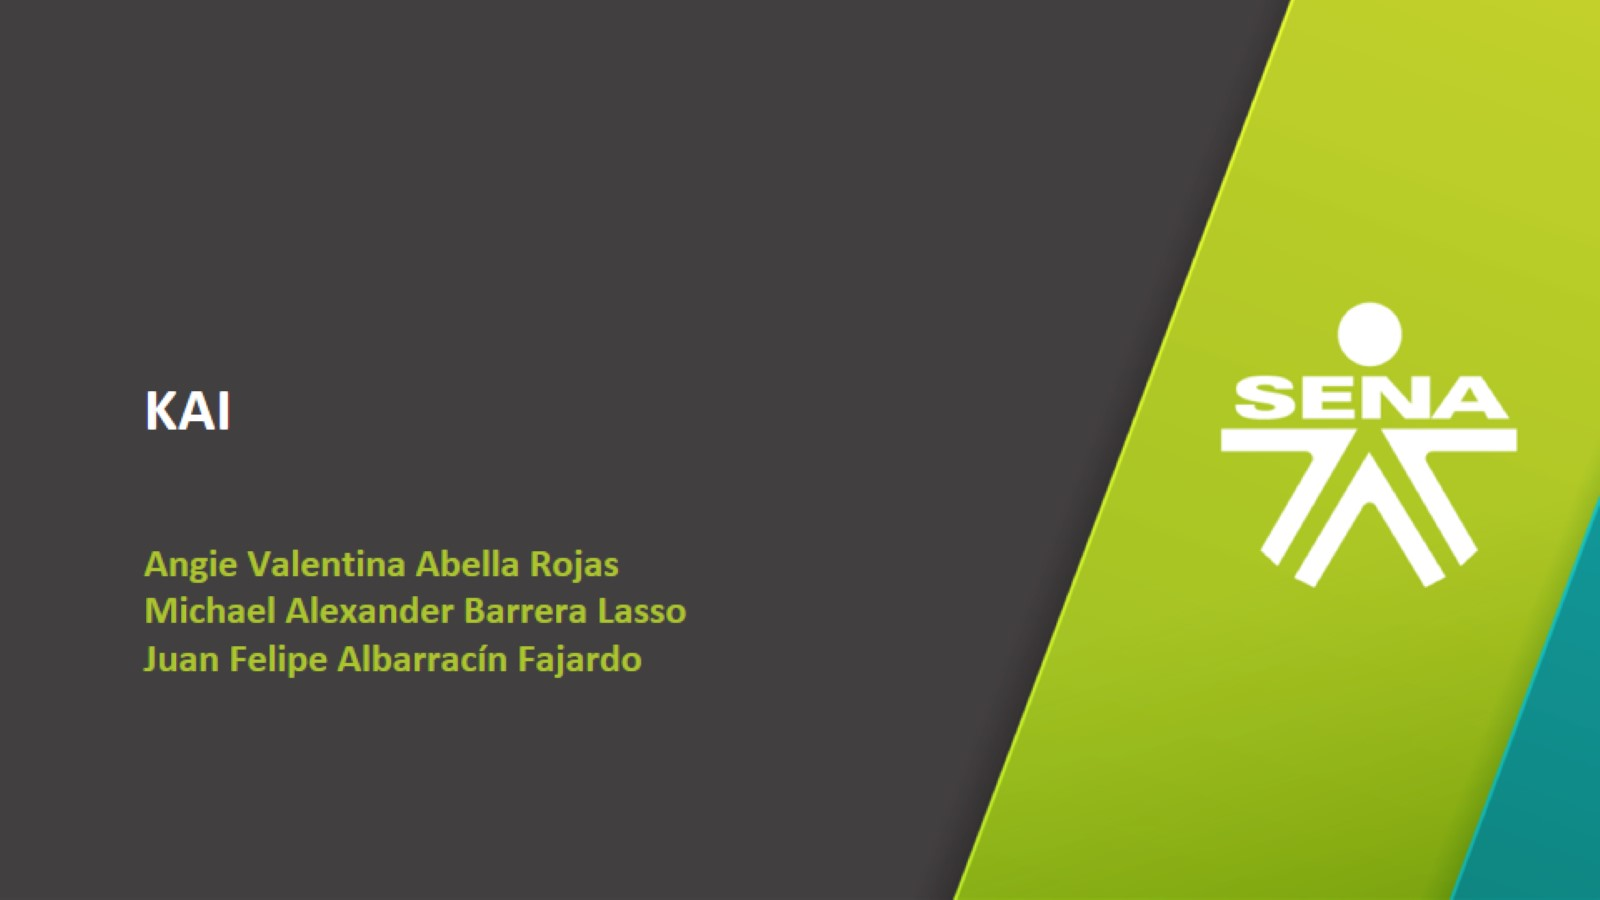 KAI
Angie Valentina Abella Rojas
Michael Alexander Barrera Lasso
Juan Felipe Albarracín Fajardo
SENA